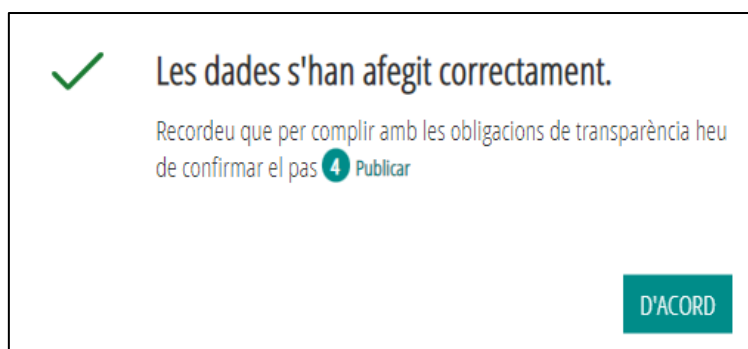 Les dades s'han afegit correctament.
Recordeu que per complir amb les obligacions de transparència heu
de confirmar el pas 4 Publicar
D'ACORD